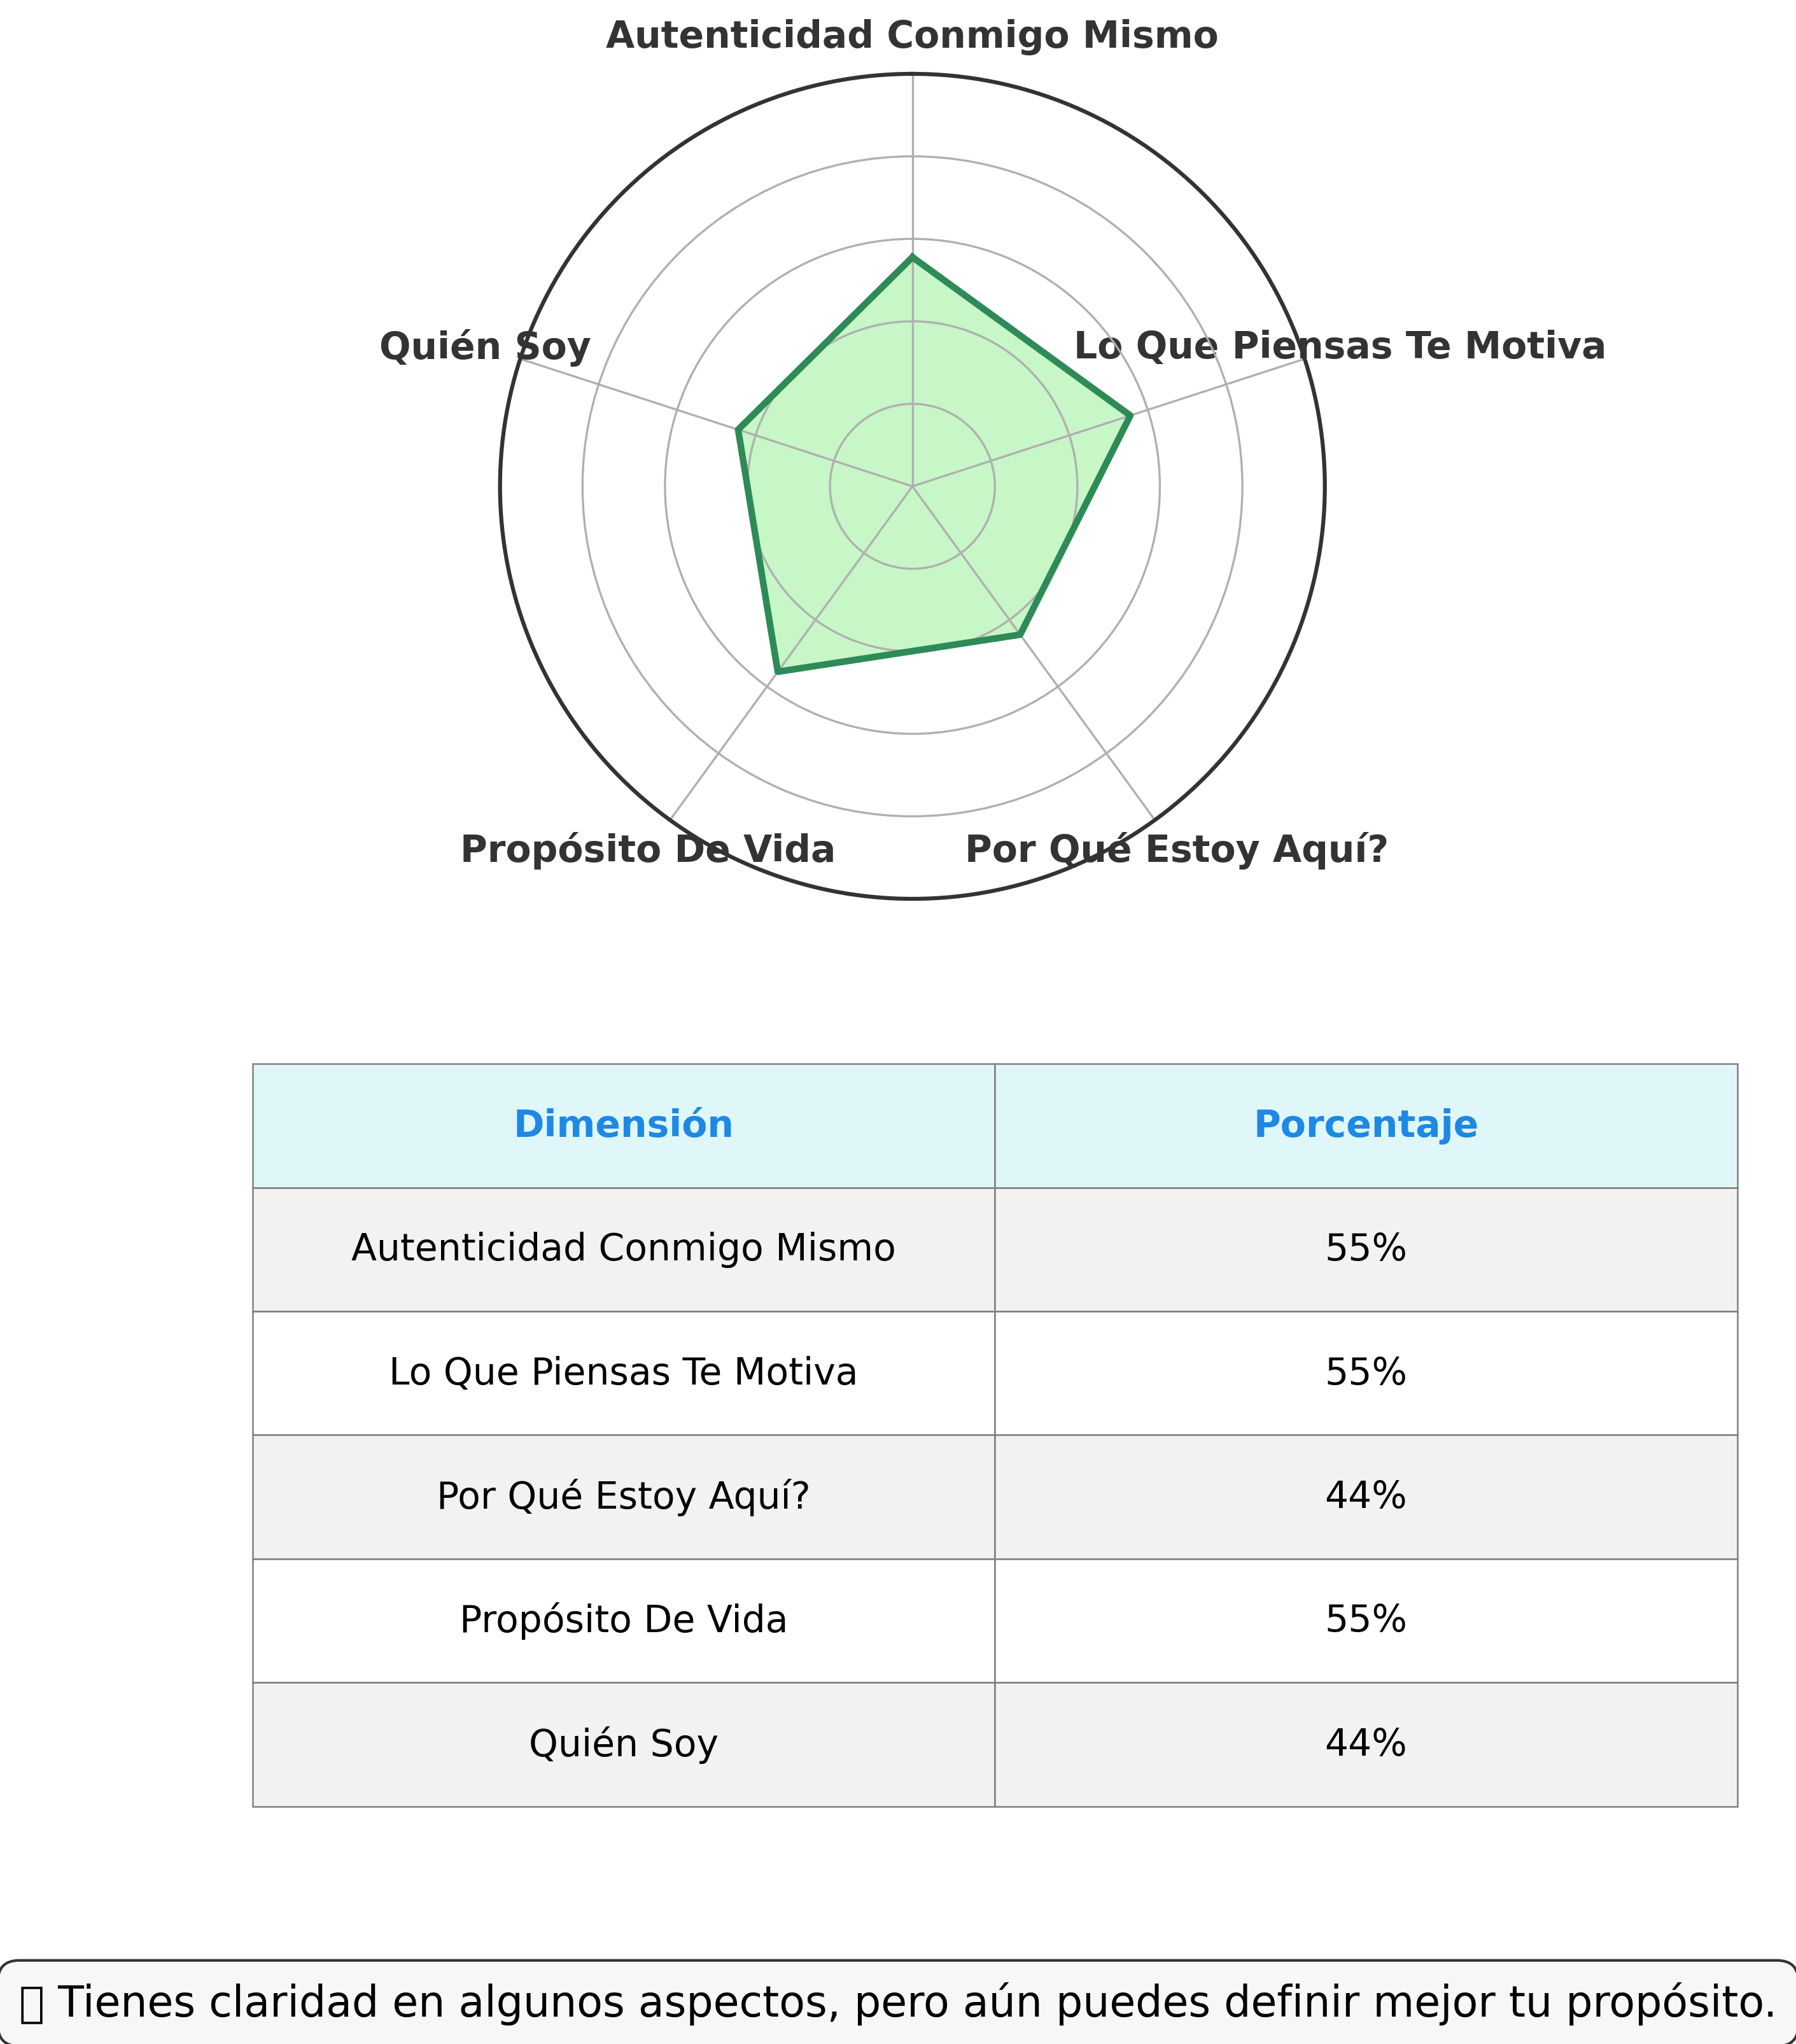 Autenticidad Conmigo Mismo
Quién Soy
Lo Que Piensas Te Motiva
Propósito De Vida
Por Qué Estoy Aquí?
Dimensión Porcentaje
Autenticidad Conmigo Mismo 55%
Lo Que Piensas Te Motiva 55%
Por Qué Estoy Aquí? 44%
Propósito De Vida 55%
Quién Soy 44%
Tienes claridad en algunos aspectos, pero aún puedes definir mejor tu propósito.